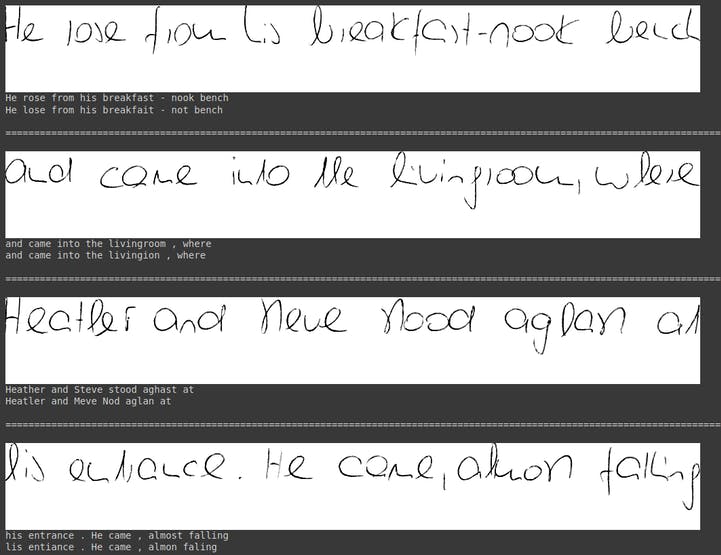 He rose from his breakfast-nook bench
He rose from his breakfast - nook bench
He lose from his breakfait - not bench
================================================================================
and came into the livingroom, where
and came into the livingroom , where
and came into the livingion , where
================================================================================
Heather and Steve stood aghast at
Heather and Steve stood aghast at
Heatler and Meve Nod aglan at
================================================================================
his entrance. He came, almost falling
his entrance . He came , almost falling
lis entiance . He came , almon faling